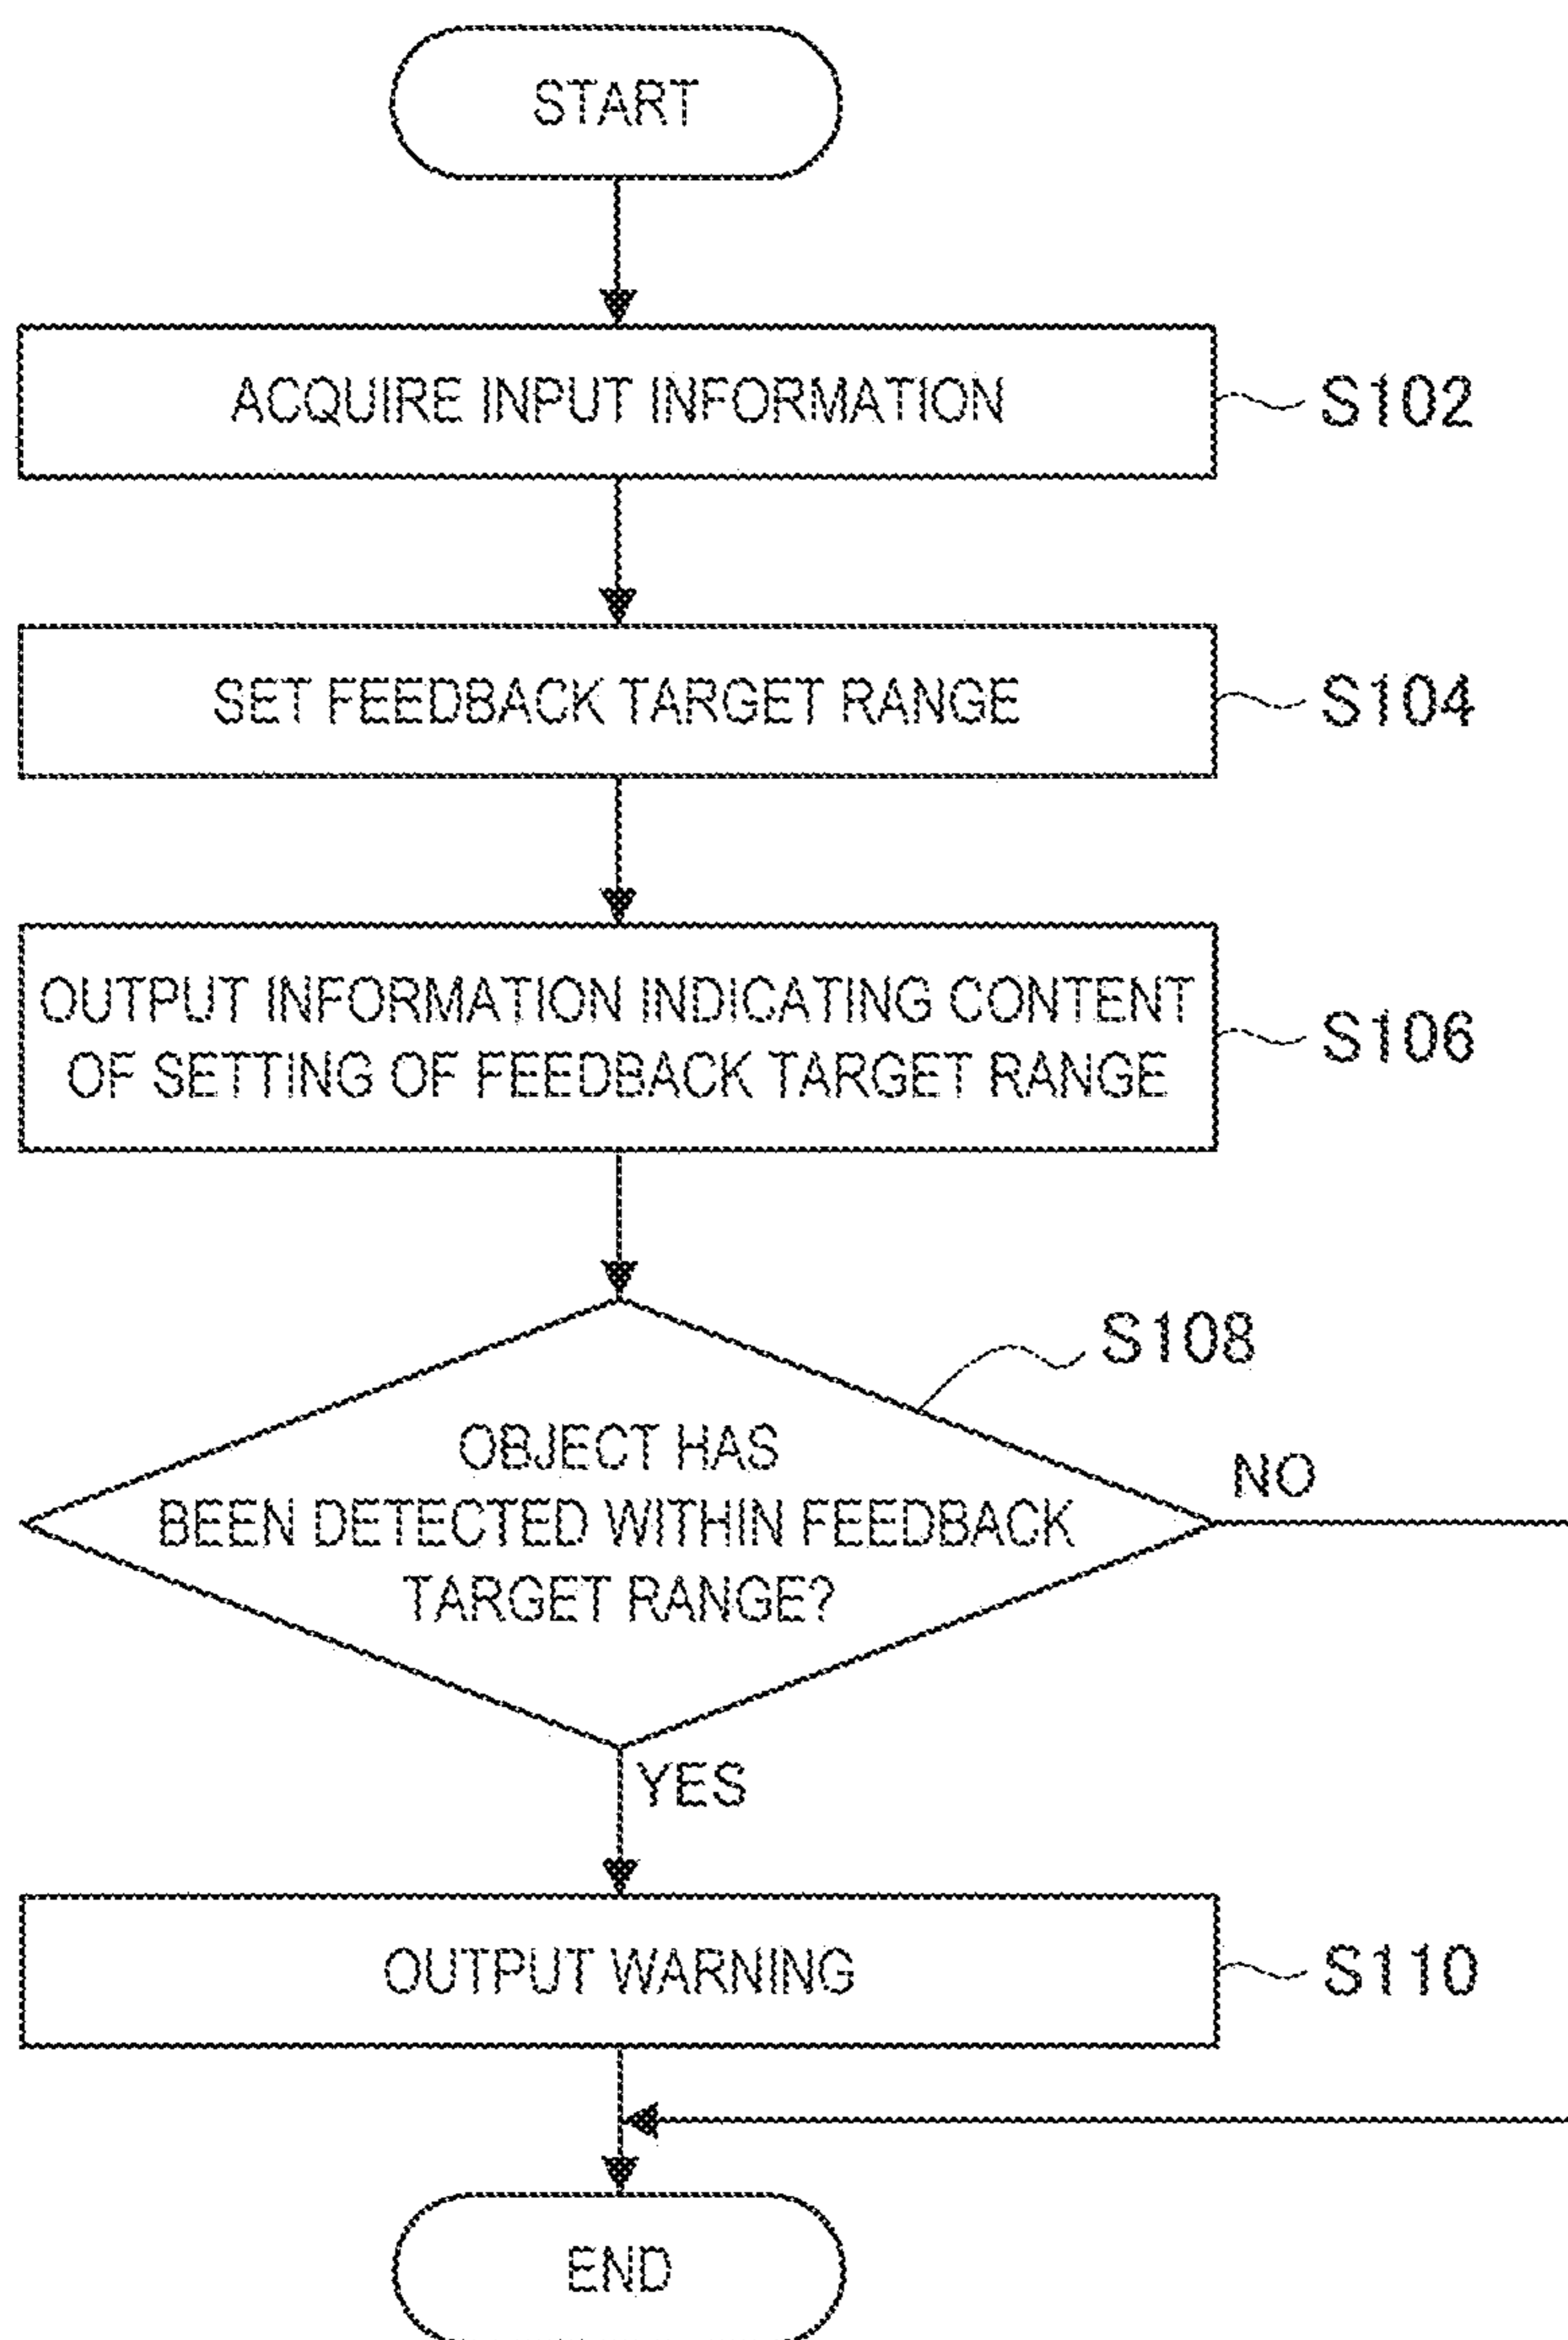 START
ACQUIRE INPUT INFORMATION
S102
SET FEEDBACK TARGET RANGE
S104
OUTPUT INFORMATION INDICATING CONTENT
OF SETTING OF FEEDBACK TARGET RANGE
S106
S108
OBJECT HAS
BEEN DETECTED WITHIN FEEDBACK
TARGET RANGE?
NO
YES
OUTPUT WARNING
S110
END